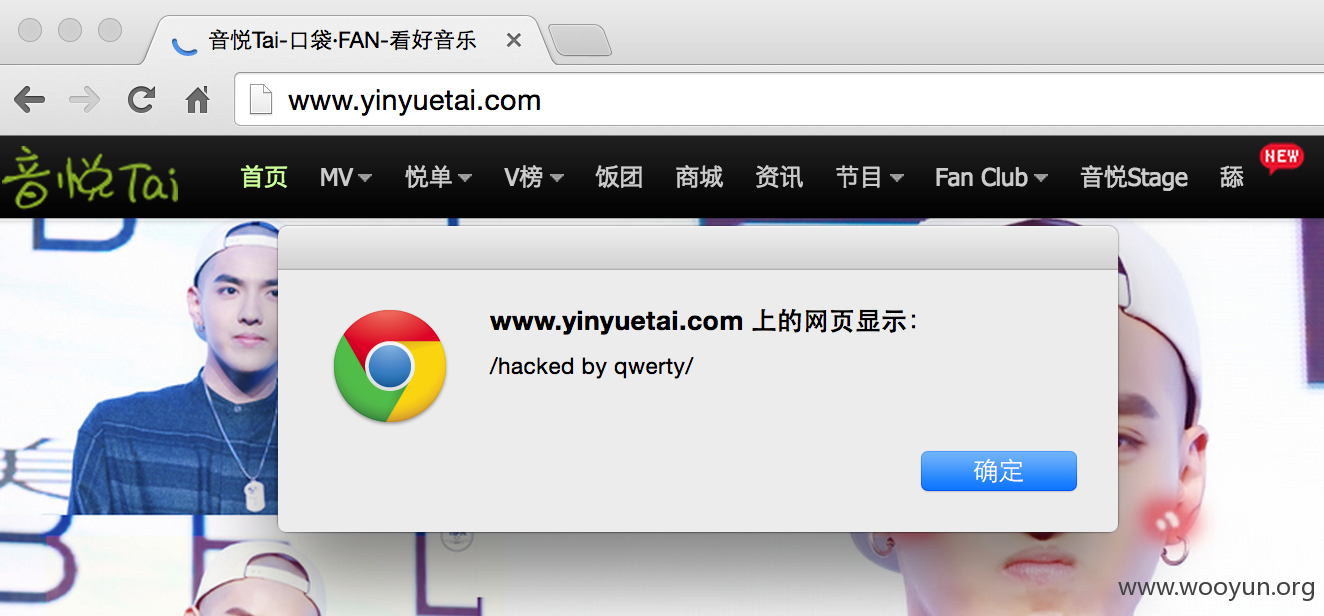 音悦Tai-口袋·FAN-看好音乐
www.yinyuetai.com
音悦Tai 首页 MV 悦单 V榜 饭团 商城 资讯 节目 Fan Club 音悦Stage 舔 NEW
www.yinyuetai.com 上的网页显示：
/hacked by qwerty/
确定
www.wooyun.org